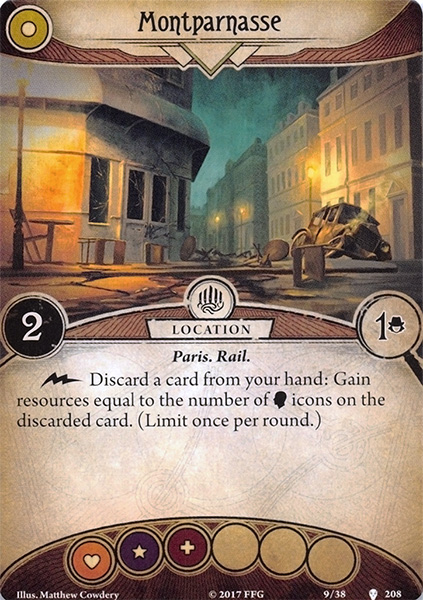 Montparnasse
2
LOCATION
1
Paris. Rail.
Discard a card from your hand: Gain
resources equal to the number of icons on the
discarded card. (Limit once per round.)
Illus. Matthew Cowdery © 2017 FFG 9/38 208